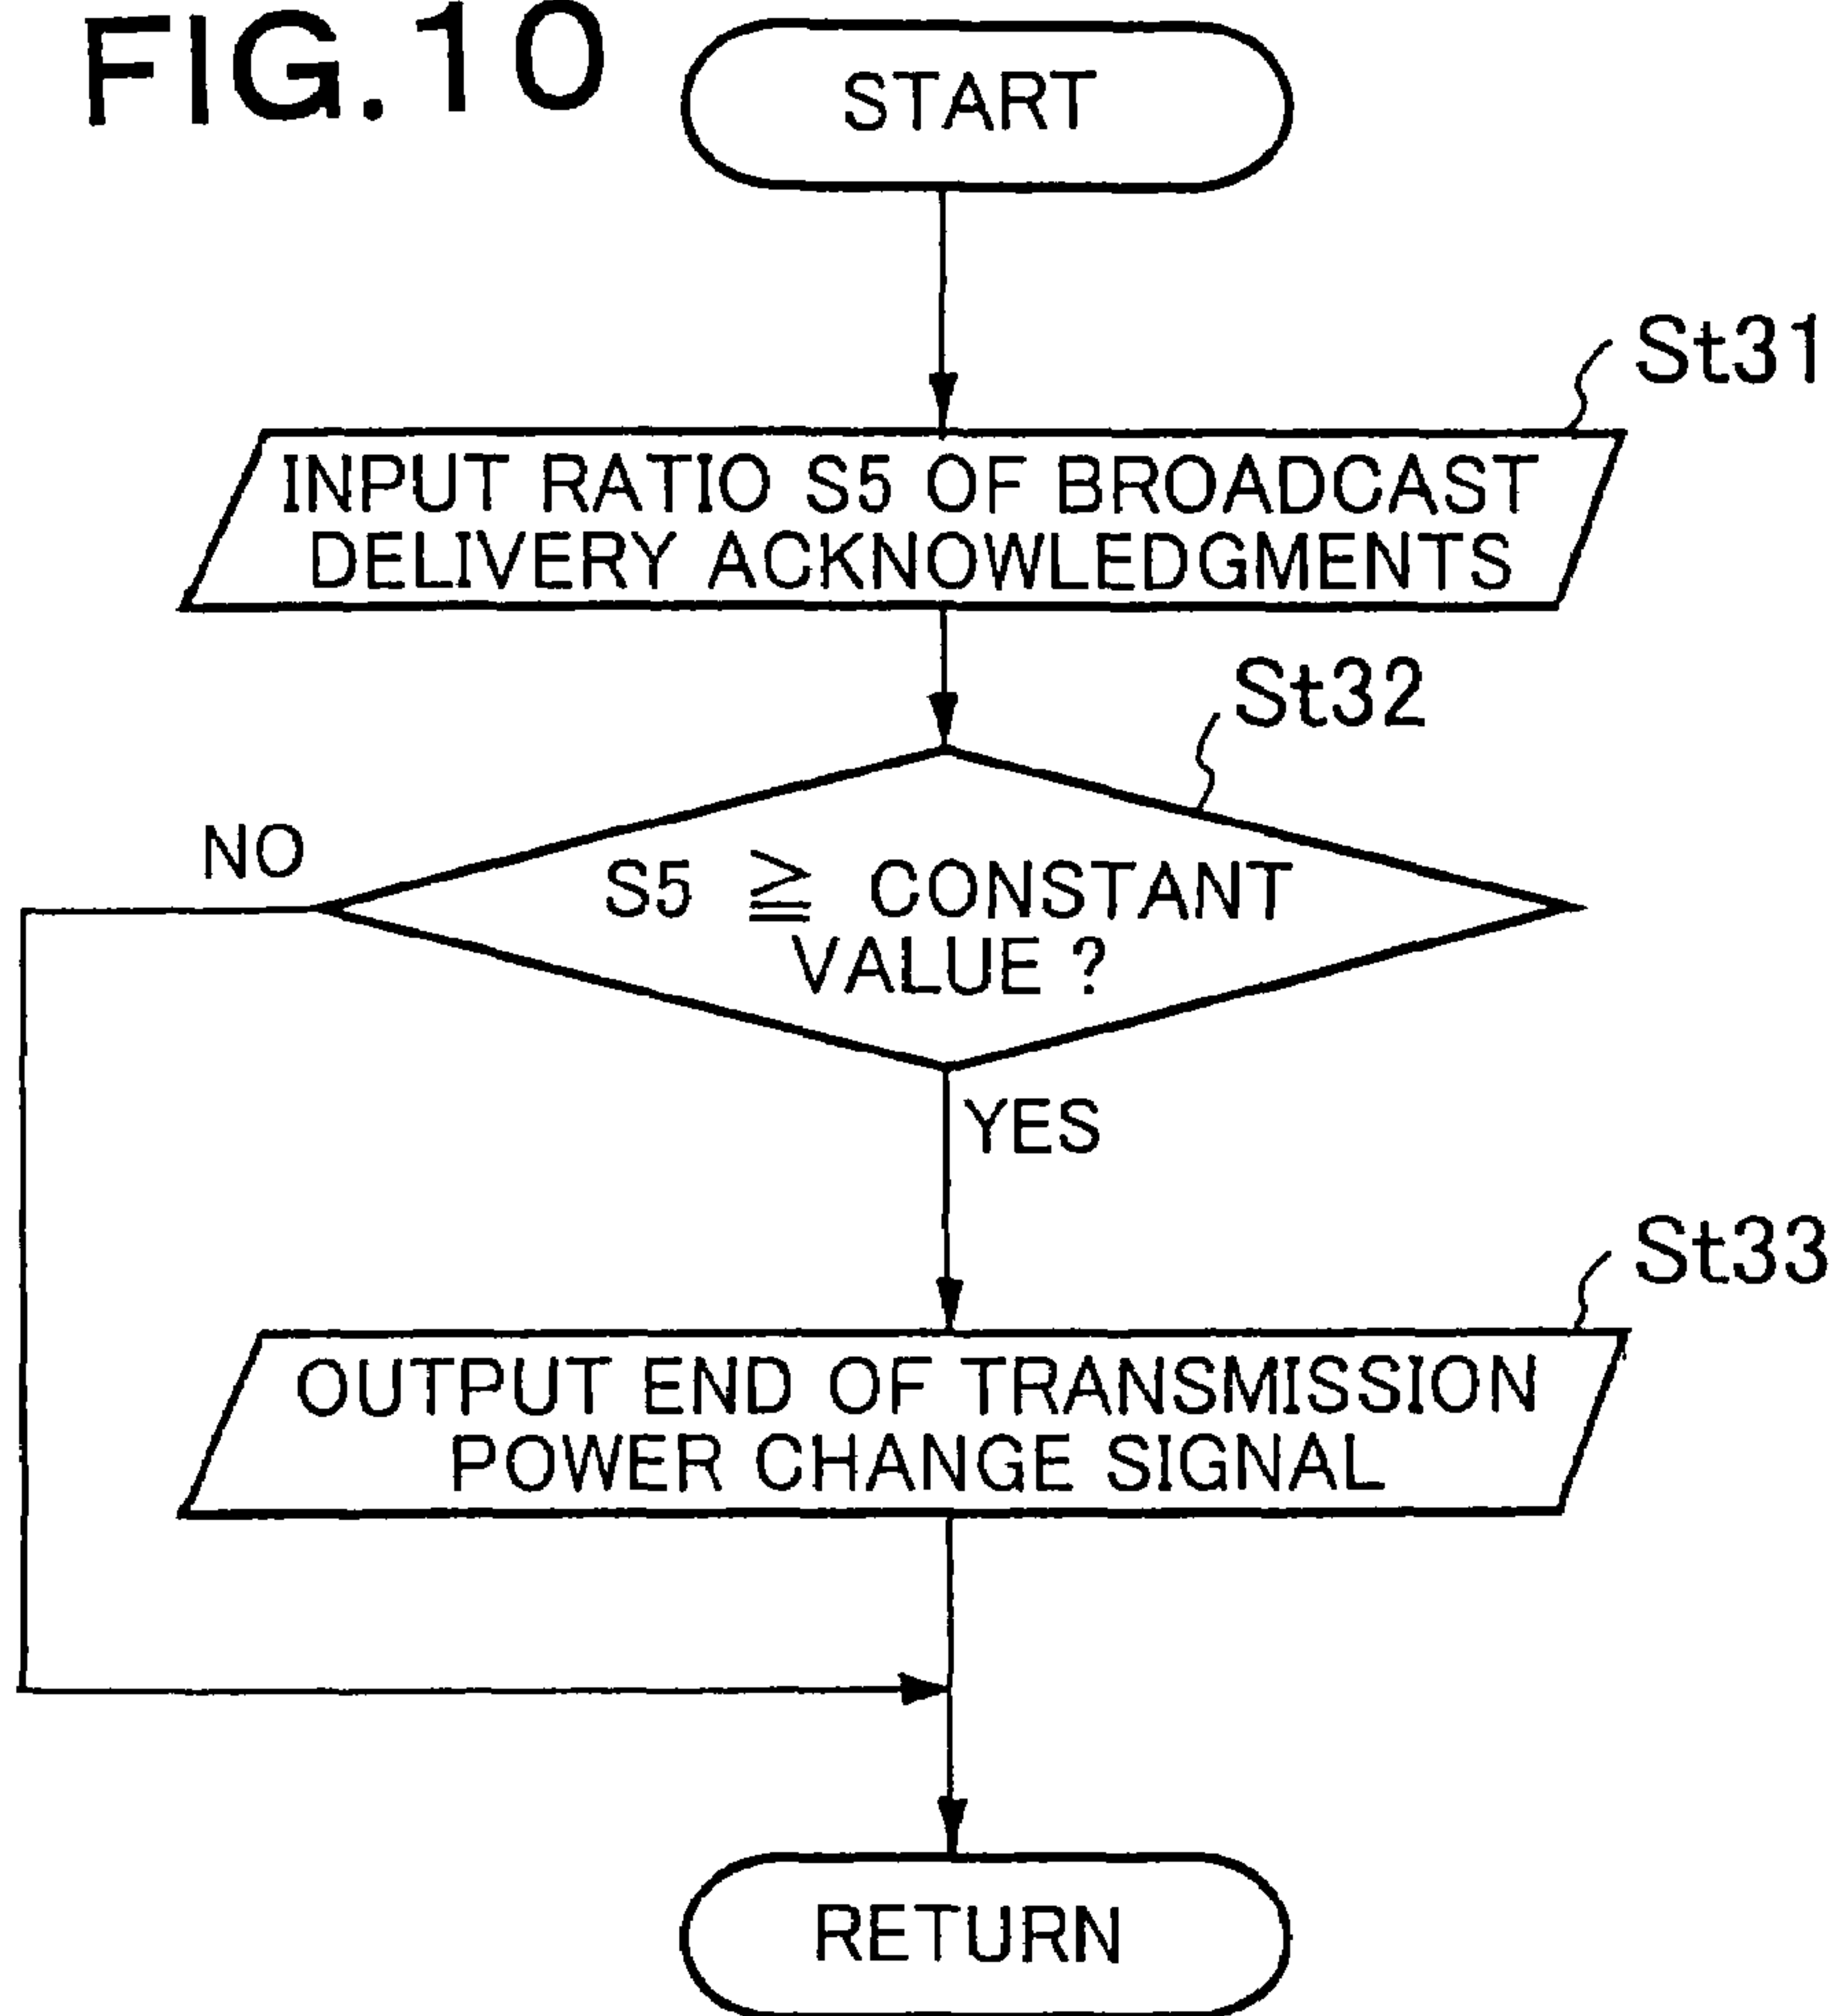 FIG.10
START
St31
INPUT RATIO S5 OF BROADCAST
DELIVERY ACKNOWLEDGMENTS
St32
NO
S5 ≧ CONSTANT
VALUE ?
YES
St33
OUTPUT END OF TRANSMISSION
POWER CHANGE SIGNAL
RETURN